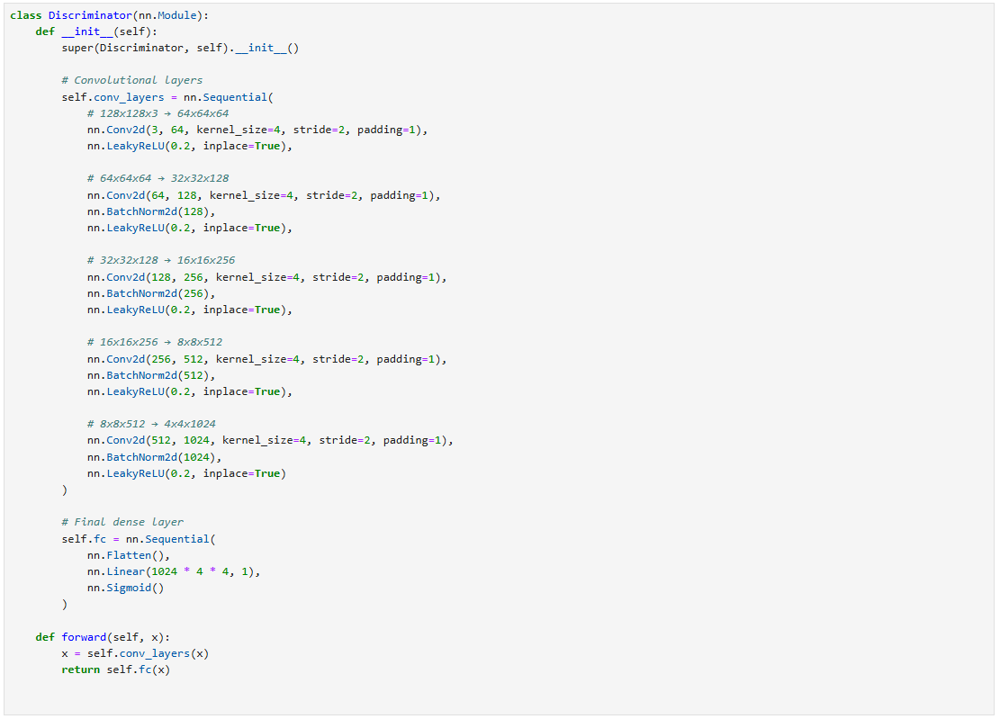 class Discriminator(nn.Module):
    def __init__(self):
        super(Discriminator, self).__init__()

        # Convolutional layers
        self.conv_layers = nn.Sequential(
            # 128x128x3 → 64x64x64
            nn.Conv2d(3, 64, kernel_size=4, stride=2, padding=1),
            nn.LeakyReLU(0.2, inplace=True),

            # 64x64x64 → 32x32x128
            nn.Conv2d(64, 128, kernel_size=4, stride=2, padding=1),
            nn.BatchNorm2d(128),
            nn.LeakyReLU(0.2, inplace=True),

            # 32x32x128 → 16x16x256
            nn.Conv2d(128, 256, kernel_size=4, stride=2, padding=1),
            nn.BatchNorm2d(256),
            nn.LeakyReLU(0.2, inplace=True),

            # 16x16x256 → 8x8x512
            nn.Conv2d(256, 512, kernel_size=4, stride=2, padding=1),
            nn.BatchNorm2d(512),
            nn.LeakyReLU(0.2, inplace=True),

            # 8x8x512 → 4x4x1024
            nn.Conv2d(512, 1024, kernel_size=4, stride=2, padding=1),
            nn.BatchNorm2d(1024),
            nn.LeakyReLU(0.2, inplace=True)
        )

        # Final dense layer
        self.fc = nn.Sequential(
            nn.Flatten(),
            nn.Linear(1024 * 4 * 4, 1),
            nn.Sigmoid()
        )

    def forward(self, x):
        x = self.conv_layers(x)
        return self.fc(x)